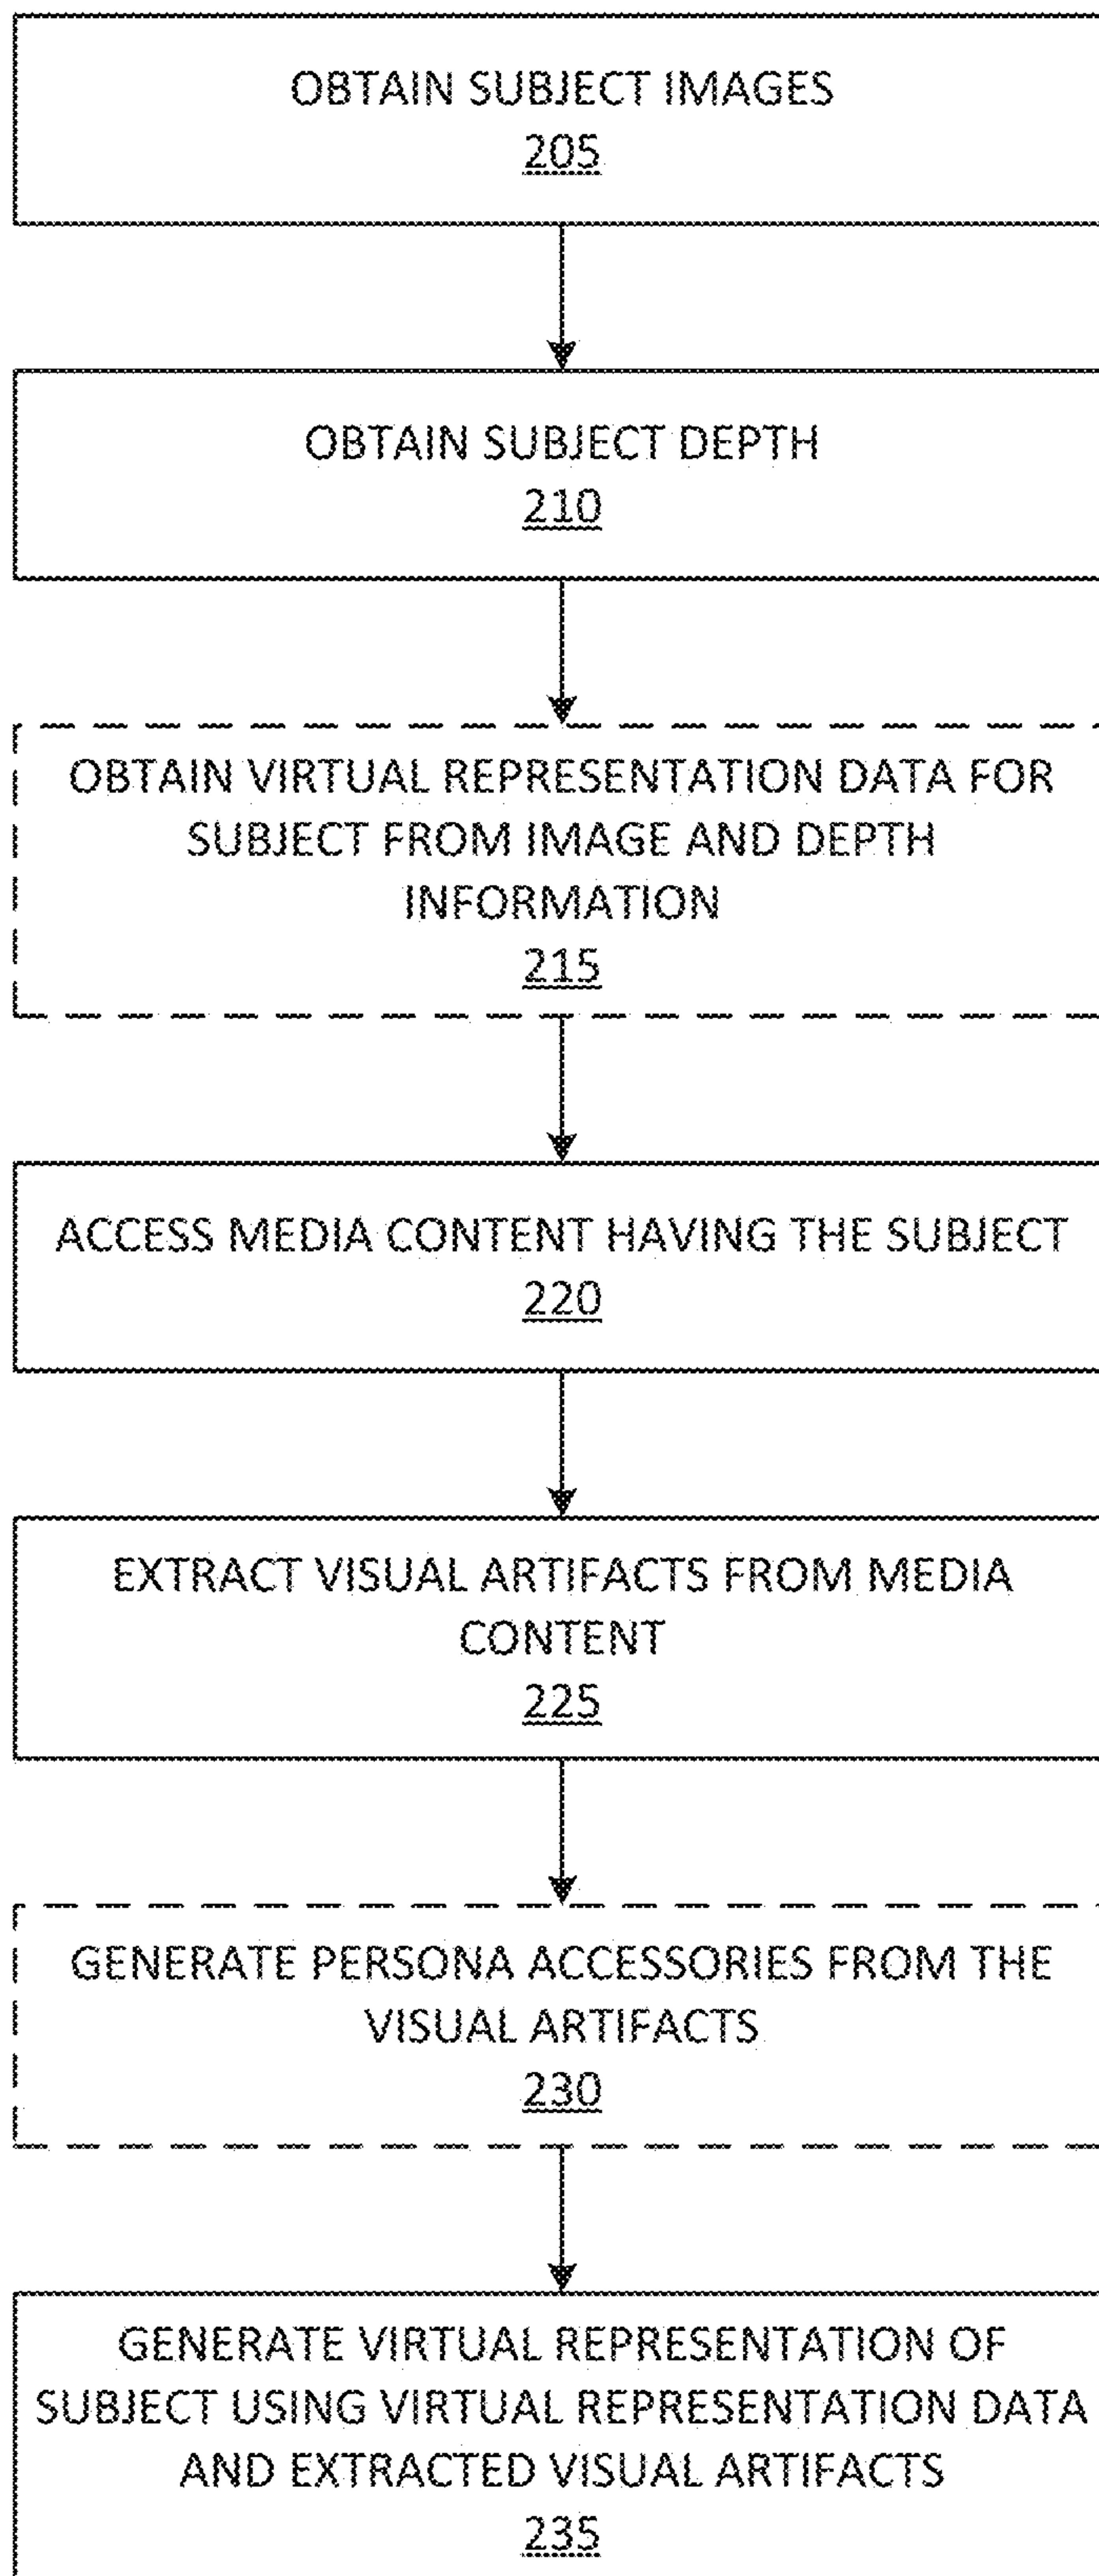 OBTAIN SUBJECT IMAGES
205
OBTAIN SUBJECT DEPTH
210
OBTAIN VIRTUAL REPRESENTATION DATA FOR
SUBJECT FROM IMAGE AND DEPTH
INFORMATION
215
ACCESS MEDIA CONTENT HAVING THE SUBJECT
220
EXTRACT VISUAL ARTIFACTS FROM MEDIA
CONTENT
225
GENERATE PERSONA ACCESSORIES FROM THE
VISUAL ARTIFACTS
230
GENERATE VIRTUAL REPRESENTATION OF
SUBJECT USING VIRTUAL REPRESENTATION DATA
AND EXTRACTED VISUAL ARTIFACTS
235